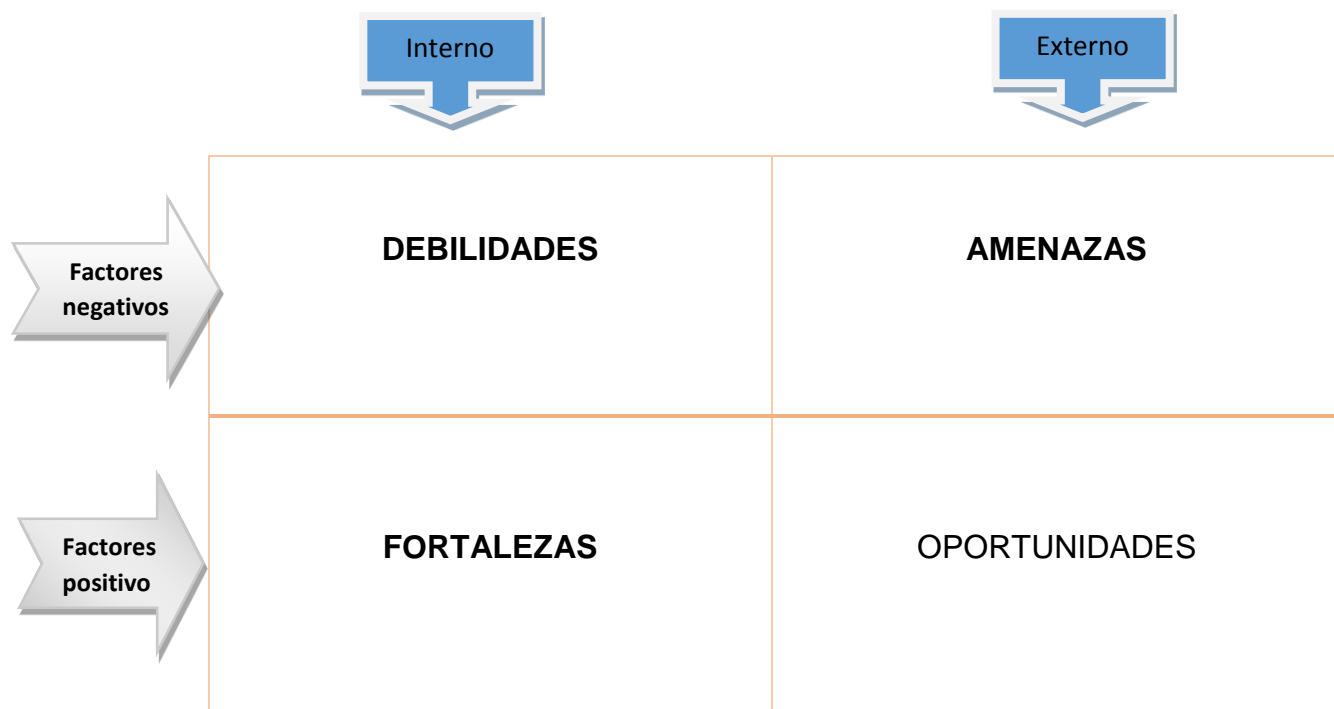 Interno
Externo
Factores
negativos
DEBILIDADES
AMENAZAS
Factores
positivo
FORTALEZAS
OPORTUNIDADES